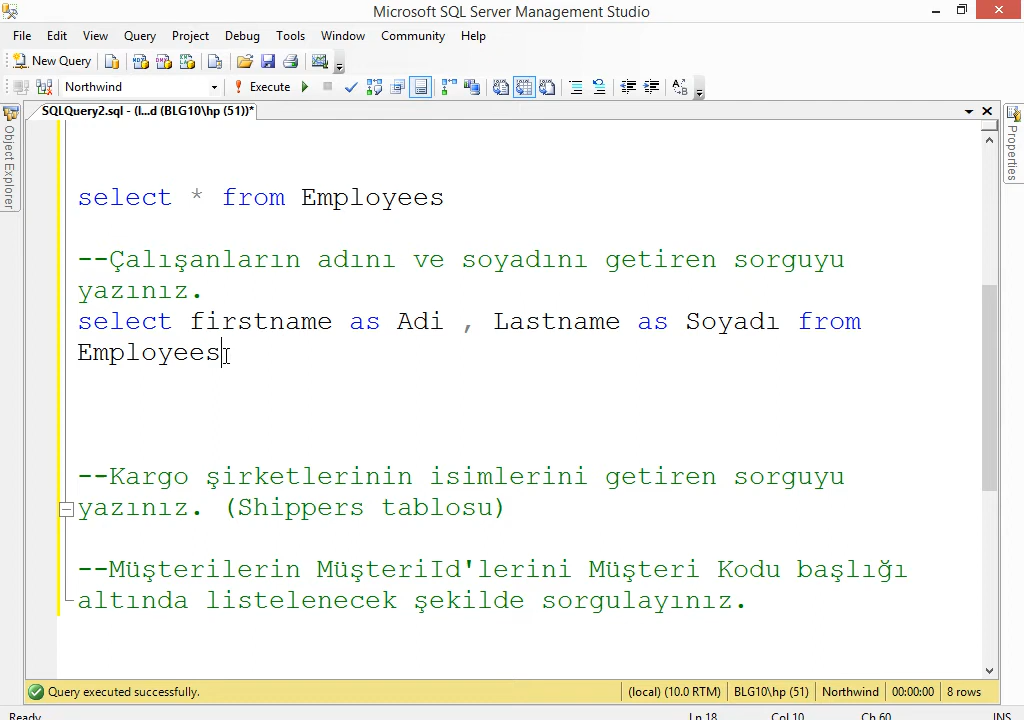 Microsoft SQL Server Management Studio
File Edit View Query Project Debug Tools Window Community Help
New Query
Northwind Execute
SQLQuery2.sql - (l...d (BLG10\hp (51))*
Object Explorer
Properties
select * from Employees
--Çalışanların adını ve soyadını getiren sorguyu
yazınız.
select firstname as Adi , Lastname as Soyadı from
Employees
--Kargo şirketlerinin isimlerini getiren sorguyu
yazınız. (Shippers tablosu)
--Müşterilerin MüşteriId'lerini Müşteri Kodu başlığı
altında listelenecek şekilde sorgulayınız.
Query executed successfully. (local) (10.0 RTM) BLG10\hp (51) Northwind 00:00:00 8 rows
Ready Ln 18 Col 10 Ch 60 INS